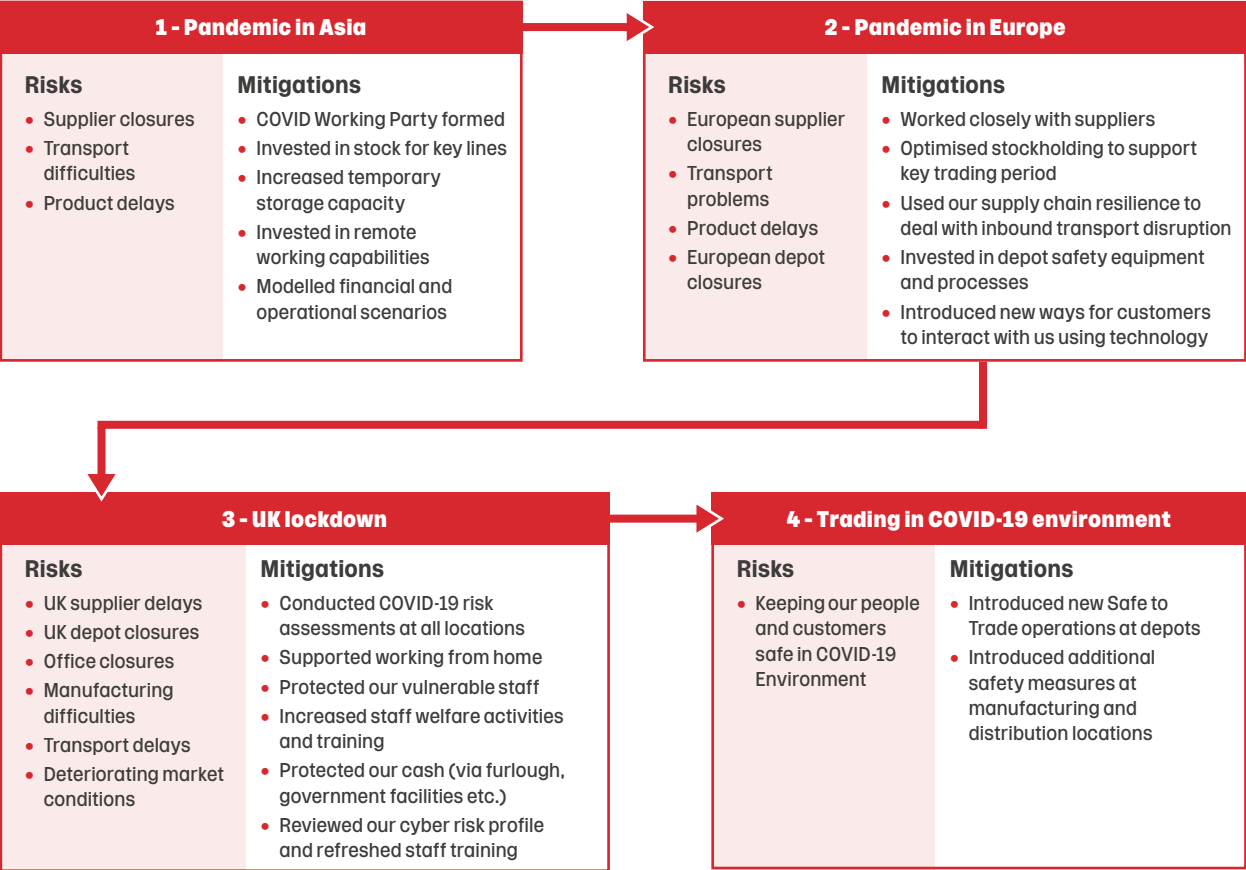 1 - Pandemic in Asia
Risks
• Supplier closures
• Transport
difficulties
• Product delays
Mitigations
• COVID Working Party formed
• Invested in stock for key lines
• Increased temporary
storage capacity
• Invested in remote
working capabilities
• Modelled financial and
operational scenarios
2 - Pandemic in Europe
Risks
• European supplier
closures
• Transport
problems
• Product delays
• European depot
closures
Mitigations
• Worked closely with suppliers
• Optimised stockholding to support
key trading period
• Used our supply chain resilience to
deal with inbound transport disruption
• Invested in depot safety equipment
and processes
• Introduced new ways for customers
to interact with us using technology
3 - UK lockdown
Risks
• UK supplier delays
• UK depot closures
• Office closures
• Manufacturing
difficulties
• Transport delays
• Deteriorating market
conditions
Mitigations
• Conducted COVID-19 risk
assessments at all locations
• Supported working from home
• Protected our vulnerable staff
• Increased staff welfare activities
and training
• Protected our cash (via furlough,
government facilities etc.)
• Reviewed our cyber risk profile
and refreshed staff training
4 - Trading in COVID-19 environment
Risks
• Keeping our people
and customers
safe in COVID-19
Environment
Mitigations
• Introduced new Safe to
Trade operations at depots
• Introduced additional
safety measures at
manufacturing and
distribution locations